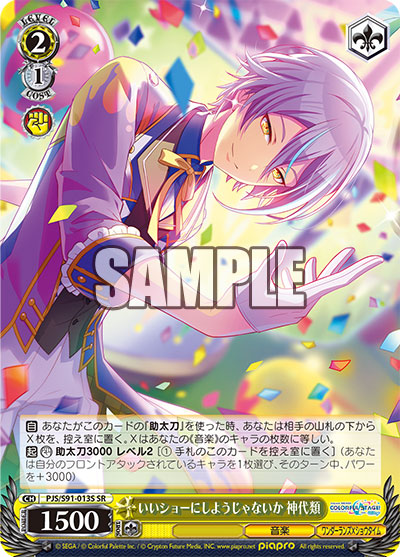 LEVEL
2
1
COST
SAMPLE
自 あなたがこのカードの「助太刀」を使った時、あなたは相手の山札の下から
X枚を、控え室に置く。Xはあなたの《音楽》のキャラの枚数に等しい。
起 助太刀3000 レベル2 [① 手札のこのカードを控え室に置く] (あなた
は自分のフロントアタックされているキャラを1枚選び、そのターン中、パワー
を+3000)
CH PJS/S91-013S SR
いいショーにしようじゃないか 神代類
POWER 1500
音楽 ワンダーランズ×ショウタイム
© SEGA / © Colorful Palette Inc. / © Crypton Future Media, INC. www.piapro.net piapro